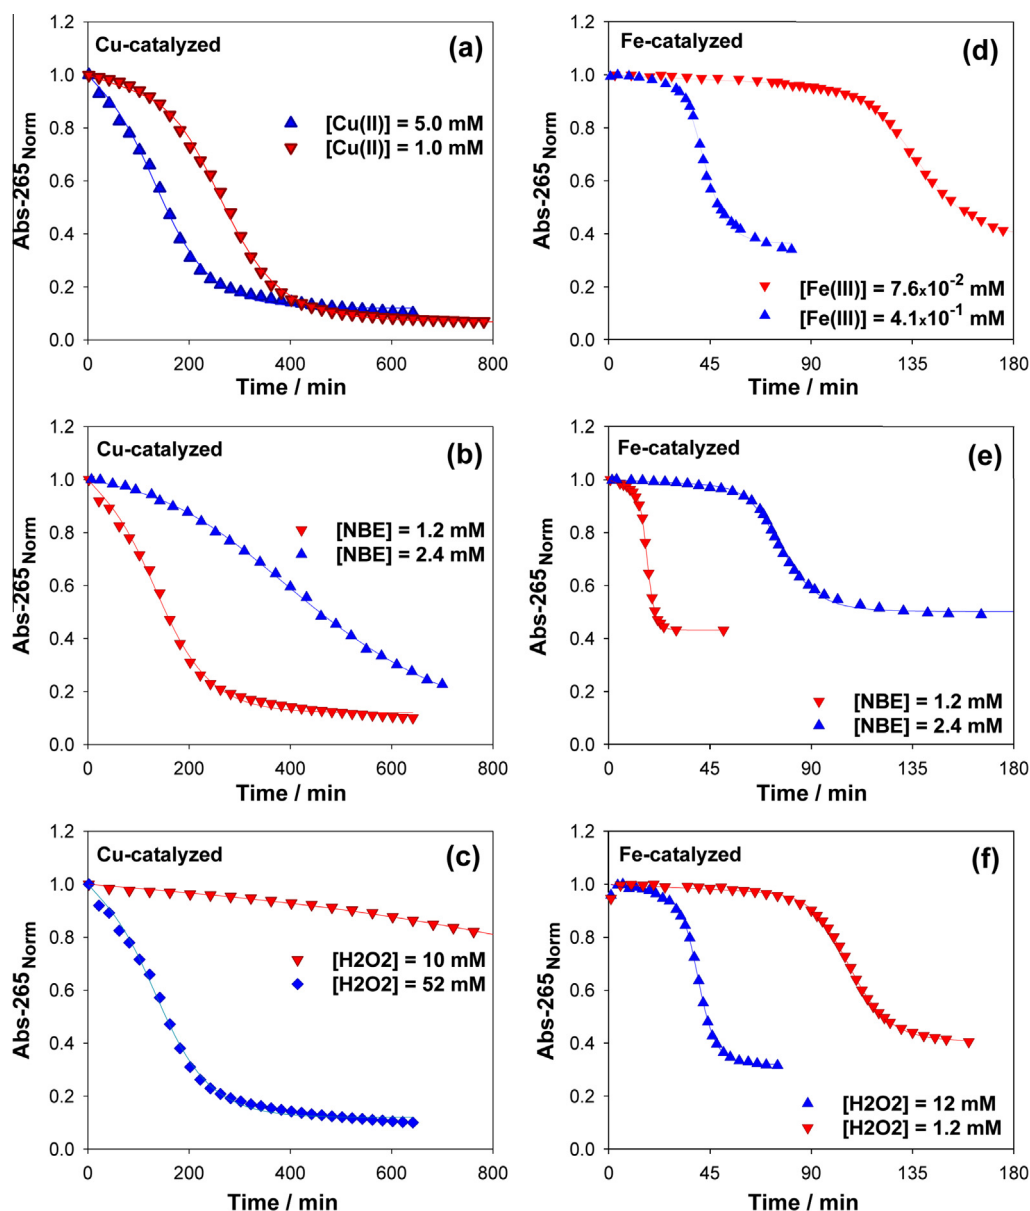 Cu-catalyzed
(a)
[Cu(II)] = 5.0 mM
[Cu(II)] = 1.0 mM
Abs-265Norm
1.2
1.0
0.8
0.6
0.4
0.2
0.0
0 200 400 600 800
Time / min
Fe-catalyzed
(d)
[Fe(III)] = 7.6x10-2 mM
[Fe(III)] = 4.1x10-1 mM
Abs-265Norm
1.2
1.0
0.8
0.6
0.4
0.2
0.0
0 45 90 135 180
Time / min
Cu-catalyzed
(b)
[NBE] = 1.2 mM
[NBE] = 2.4 mM
Abs-265Norm
1.2
1.0
0.8
0.6
0.4
0.2
0.0
0 200 400 600 800
Time / min
Fe-catalyzed
(e)
[NBE] = 1.2 mM
[NBE] = 2.4 mM
Abs-265Norm
1.2
1.0
0.8
0.6
0.4
0.2
0.0
0 45 90 135 180
Time / min
Cu-catalyzed
(c)
[H2O2] = 10 mM
[H2O2] = 52 mM
Abs-265Norm
1.2
1.0
0.8
0.6
0.4
0.2
0.0
0 200 400 600 800
Time / min
Fe-catalyzed
(f)
[H2O2] = 12 mM
[H2O2] = 1.2 mM
Abs-265Norm
1.2
1.0
0.8
0.6
0.4
0.2
0.0
0 45 90 135 180
Time / min